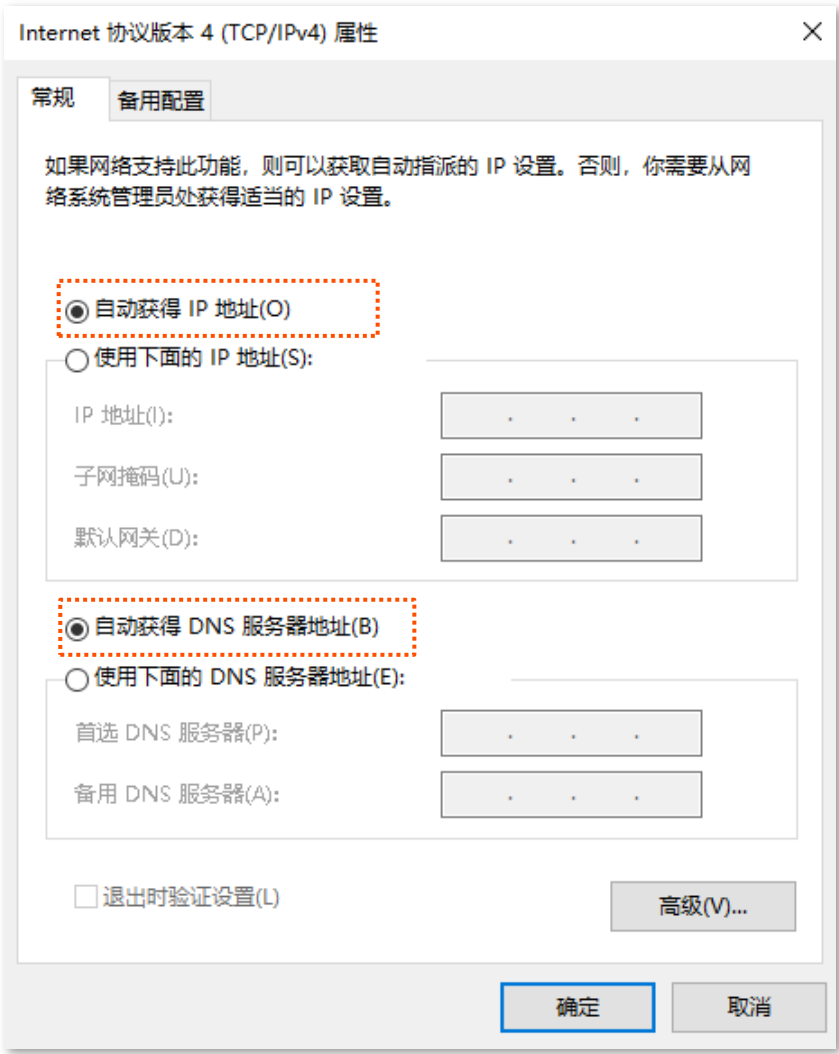 Internet 协议版本 4 (TCP/IPv4) 属性
常规
备用配置
如果网络支持此功能，则可以获取自动指派的 IP 设置。否则，你需要从网
络系统管理员处获得适当的 IP 设置。
自动获得 IP 地址(O)
使用下面的 IP 地址(S):
IP 地址(I):
子网掩码(U):
默认网关(D):
自动获得 DNS 服务器地址(B)
使用下面的 DNS 服务器地址(E):
首选 DNS 服务器(P):
备用 DNS 服务器(A):
退出时验证设置(L)
高级(V)...
确定
取消